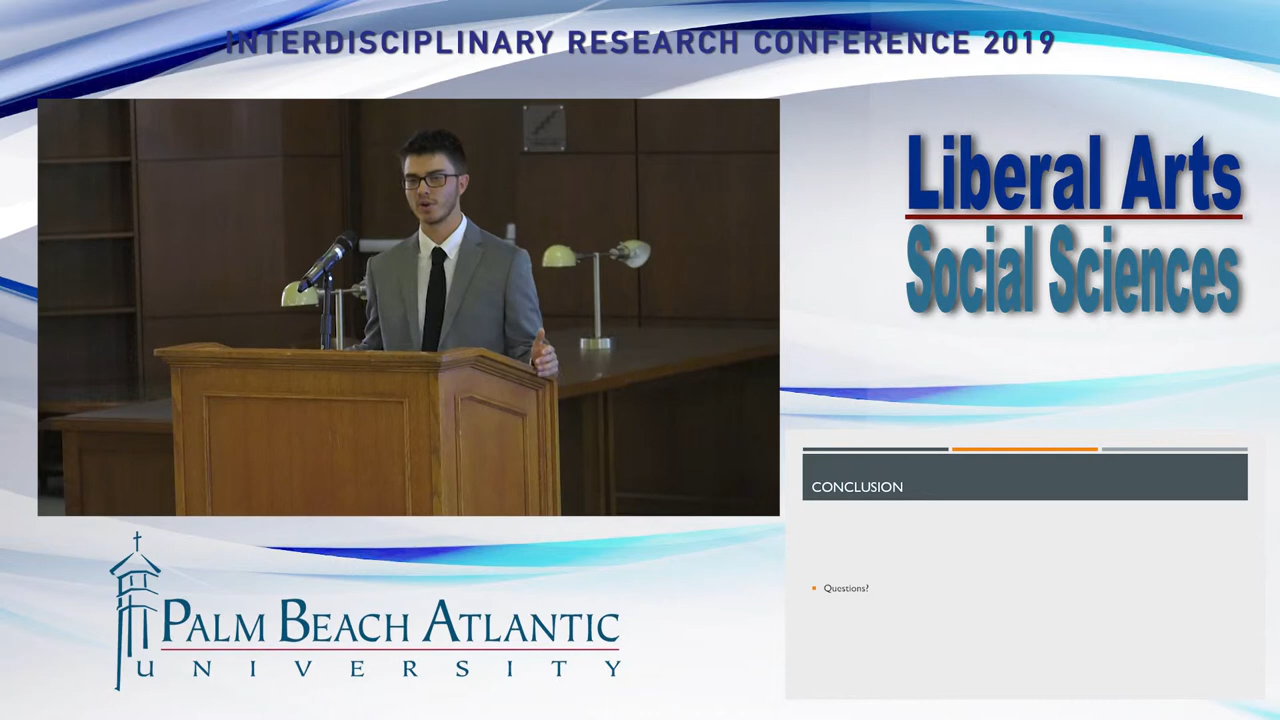 INTERDISCIPLINARY RESEARCH CONFERENCE 2019
Liberal Arts
Social Sciences
CONCLUSION
Questions?
PALM BEACH ATLANTIC
UNIVERSITY